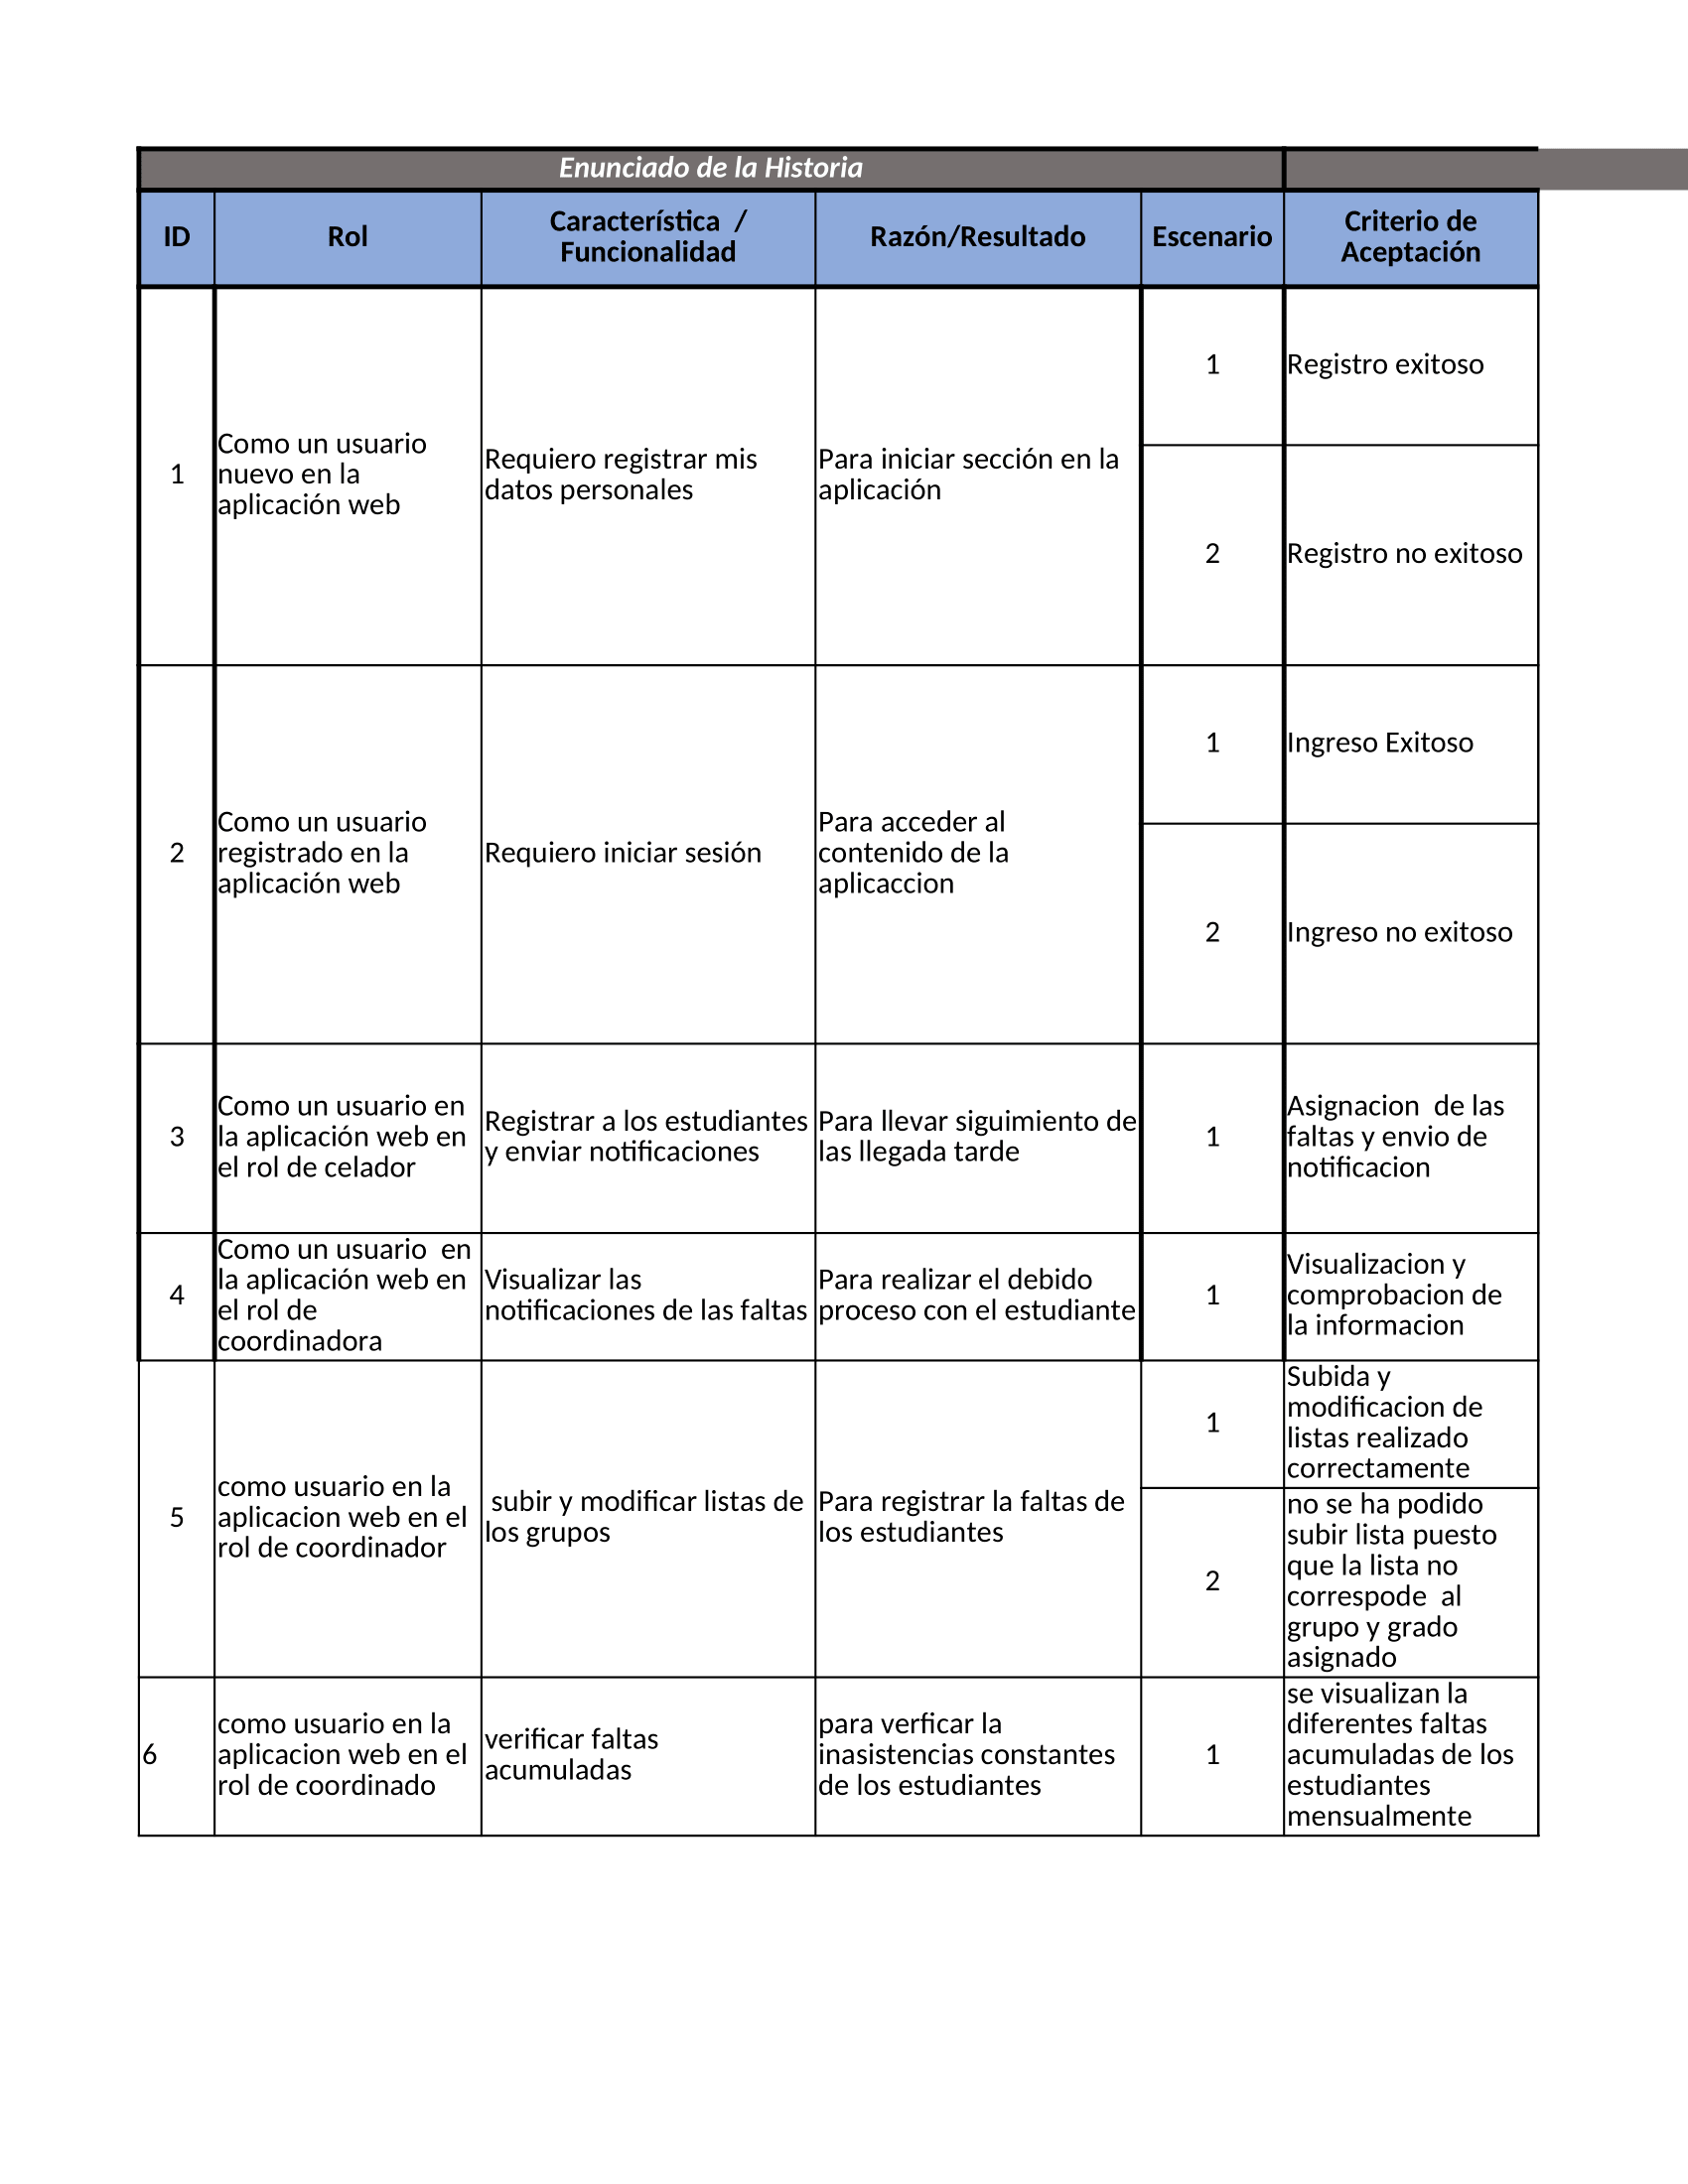 Enunciado de la Historia
ID
Rol
Característica  /
Funcionalidad
Razón/Resultado
Escenario
Criterio de
Aceptación
1
Como un usuario
nuevo en la
aplicación web
Requiero registrar mis
datos personales
Para iniciar sección en la
aplicación
1
Registro exitoso
2
Registro no exitoso
2
Como un usuario
registrado en la
aplicación web
Requiero iniciar sesión
Para acceder al
contenido de la
aplicaccion
1
Ingreso Exitoso
2
Ingreso no exitoso
3
Como un usuario en
la aplicación web en
el rol de celador
Registrar a los estudiantes
y enviar notificaciones
Para llevar siguimiento de
las llegada tarde
1
Asignacion  de las
faltas y envio de
notificacion
4
Como un usuario  en
la aplicación web en
el rol de
coordinadora
Visualizar las
notificaciones de las faltas
Para realizar el debido
proceso con el estudiante
1
Visualizacion y
comprobacion de
la informacion
5
como usuario en la
aplicacion web en el
rol de coordinador
subir y modificar listas de
los grupos
Para registrar la faltas de
los estudiantes
1
Subida y
modificacion de
listas realizado
correctamente
2
no se ha podido
subir lista puesto
que la lista no
correspode  al
grupo y grado
asignado
6
como usuario en la
aplicacion web en el
rol de coordinado
verificar faltas
acumuladas
para verficar la
inasistencias constantes
de los estudiantes
1
se visualizan la
diferentes faltas
acumuladas de los
estudiantes
mensualmente